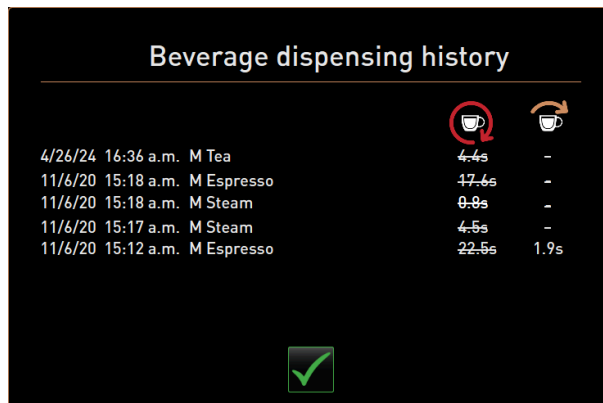 Beverage dispensing history
4/26/24 16:36 a.m. M Tea 4.4s –
11/6/20 15:18 a.m. M Espresso 17.6s –
11/6/20 15:18 a.m. M Steam 0.8s –
11/6/20 15:17 a.m. M Steam 4.5s –
11/6/20 15:12 a.m. M Espresso 22.5s 1.9s